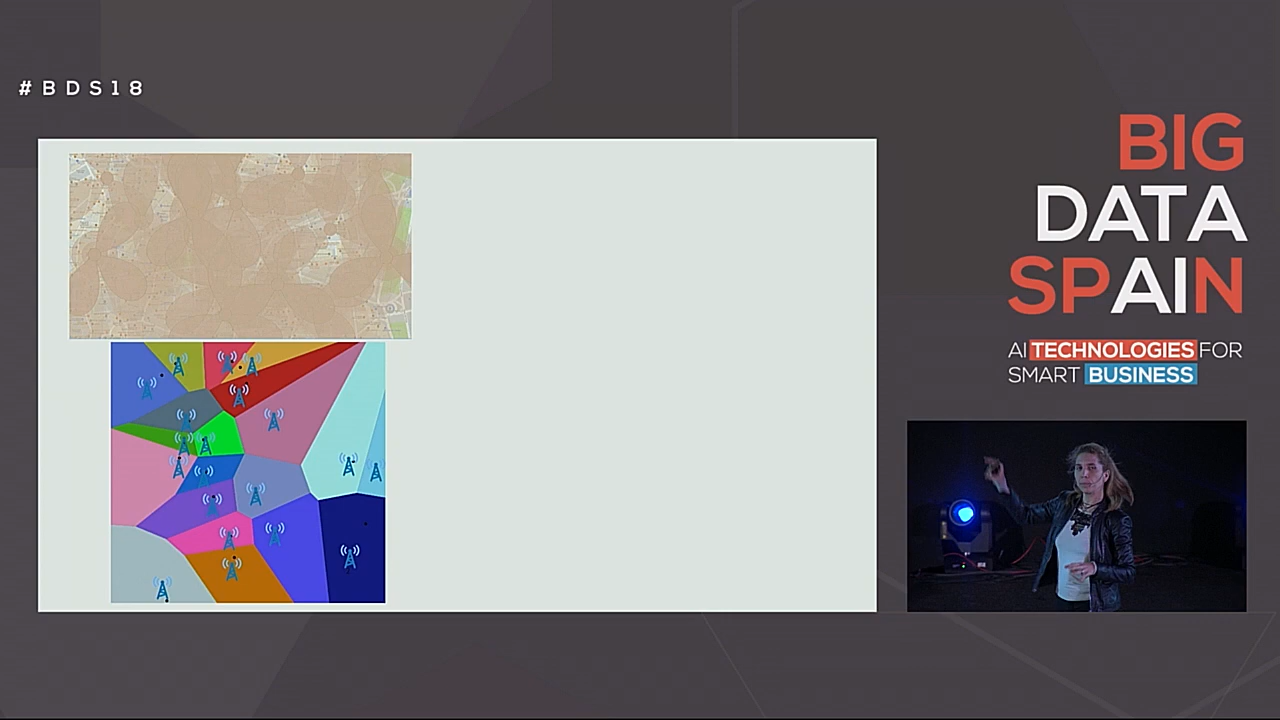 #BDS18
BIG
DATA
SPAIN
AI TECHNOLOGIES FOR
SMART BUSINESS